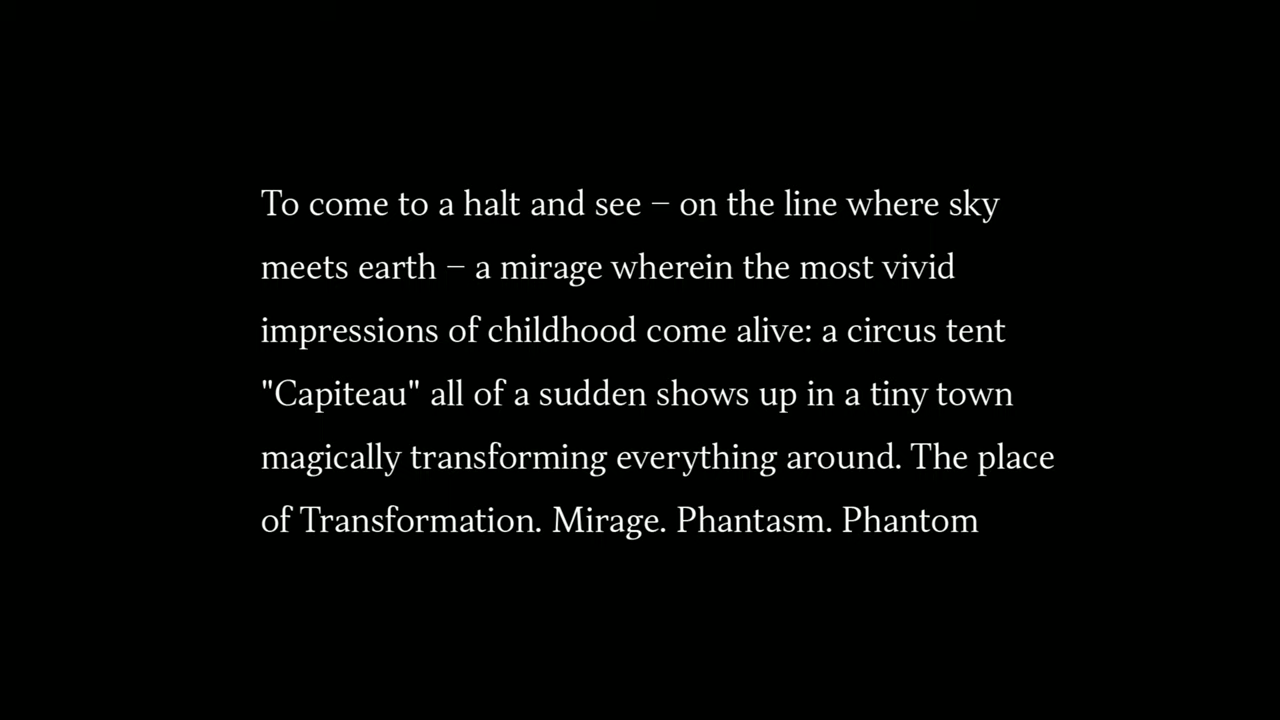 To come to a halt and see – on the line where sky
meets earth – a mirage wherein the most vivid
impressions of childhood come alive: a circus tent
"Capiteau" all of a sudden shows up in a tiny town
magically transforming everything around. The place
of Transformation. Mirage. Phantasm. Phantom